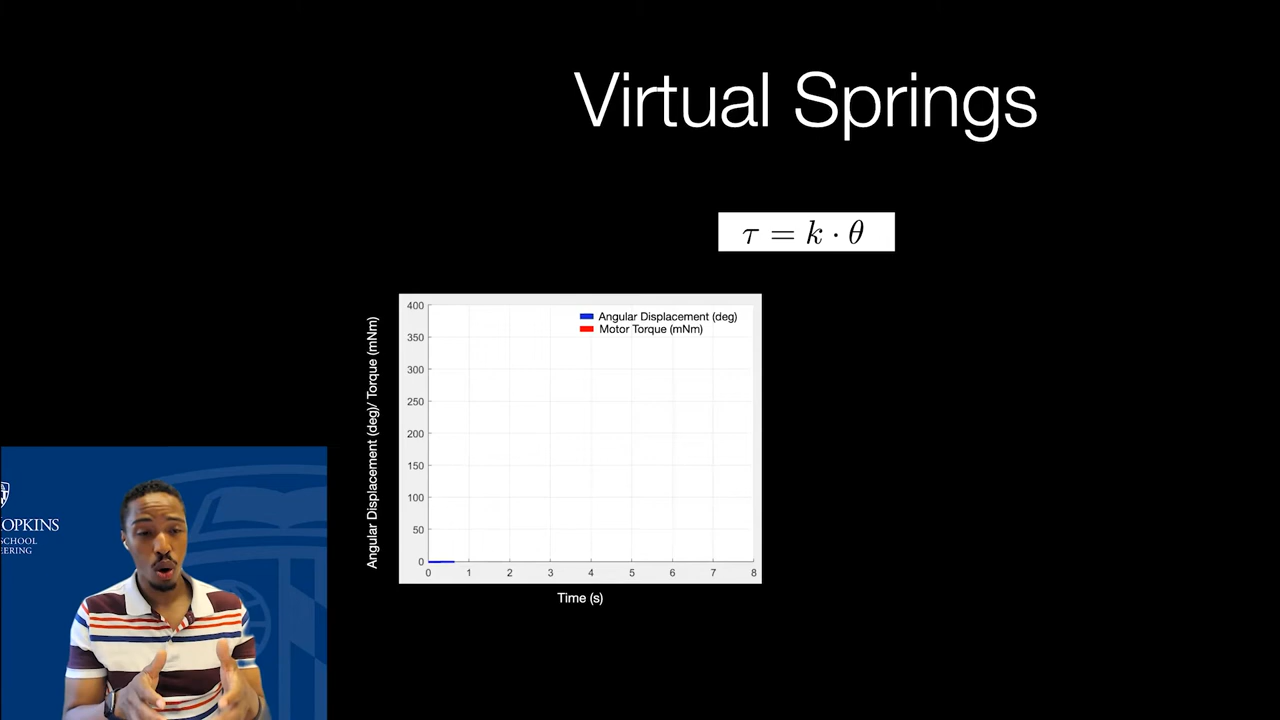 Virtual Springs
τ = k · θ
Angular Displacement (deg)
Motor Torque (mNm)
Angular Displacement (deg)/ Torque (mNm)
400
350
300
250
200
150
100
50
0
0 1 2 3 4 5 6 7 8
Time (s)
OPKINS
SCHOOL
EERING